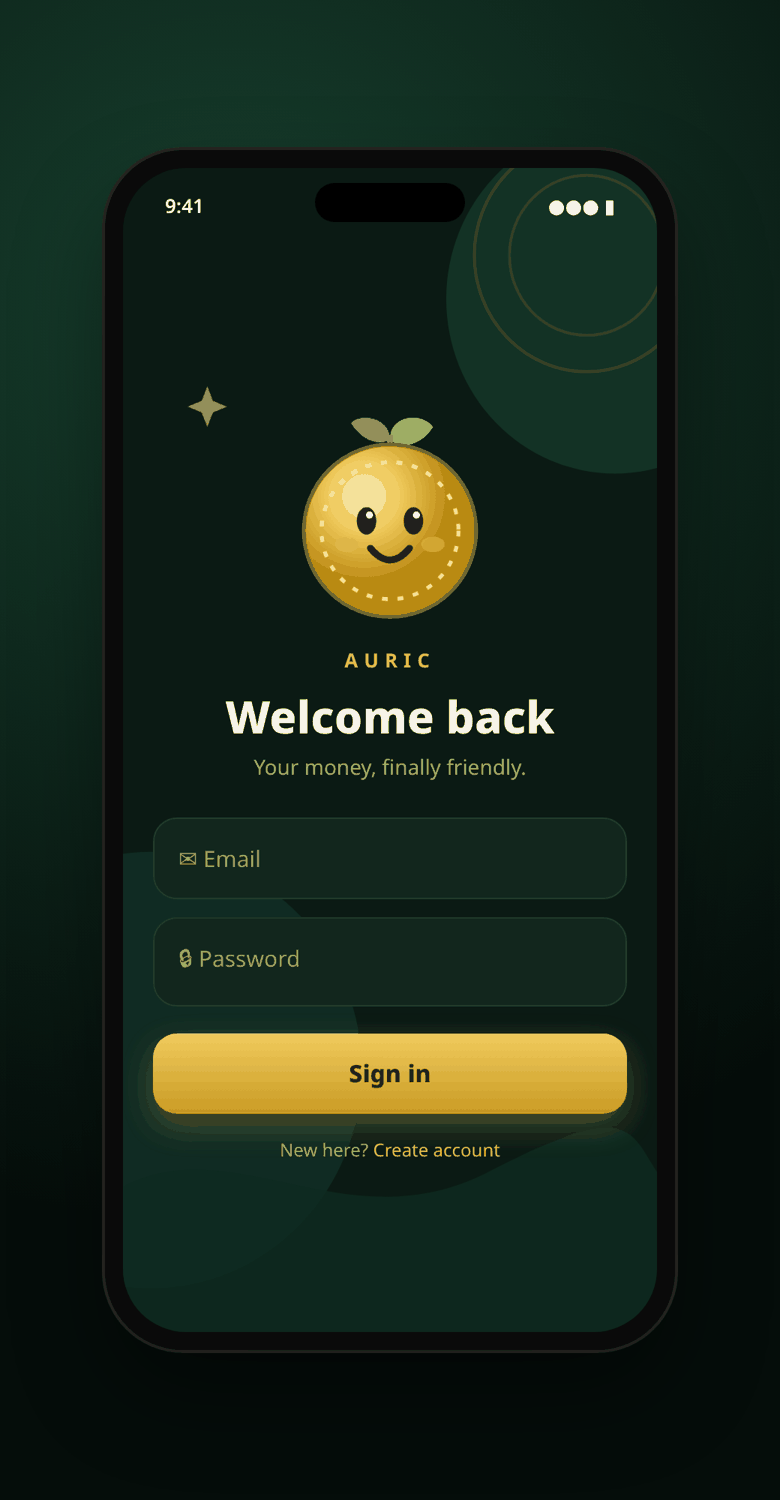 9:41
AURIC
Welcome back
Your money, finally friendly.
✉ Email
🔒 Password
Sign in
New here? Create account